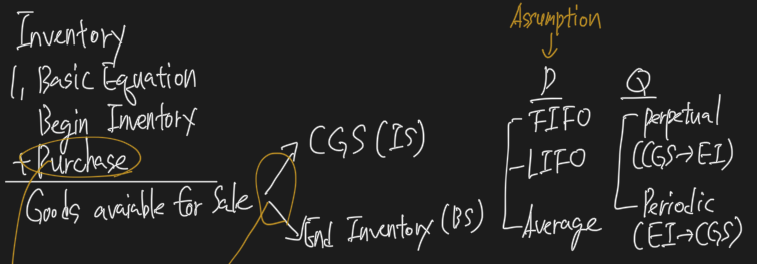 Inventory
1, Basic Equation
Begin Inventory
+ Purchase
Goods avaiable for sale
CGS (IS)
End Inventory (BS)
Assumption
P
FIFO
LIFO
Average
Q
perpetual
(CGS→EI)
Periodic
(EI→CGS)